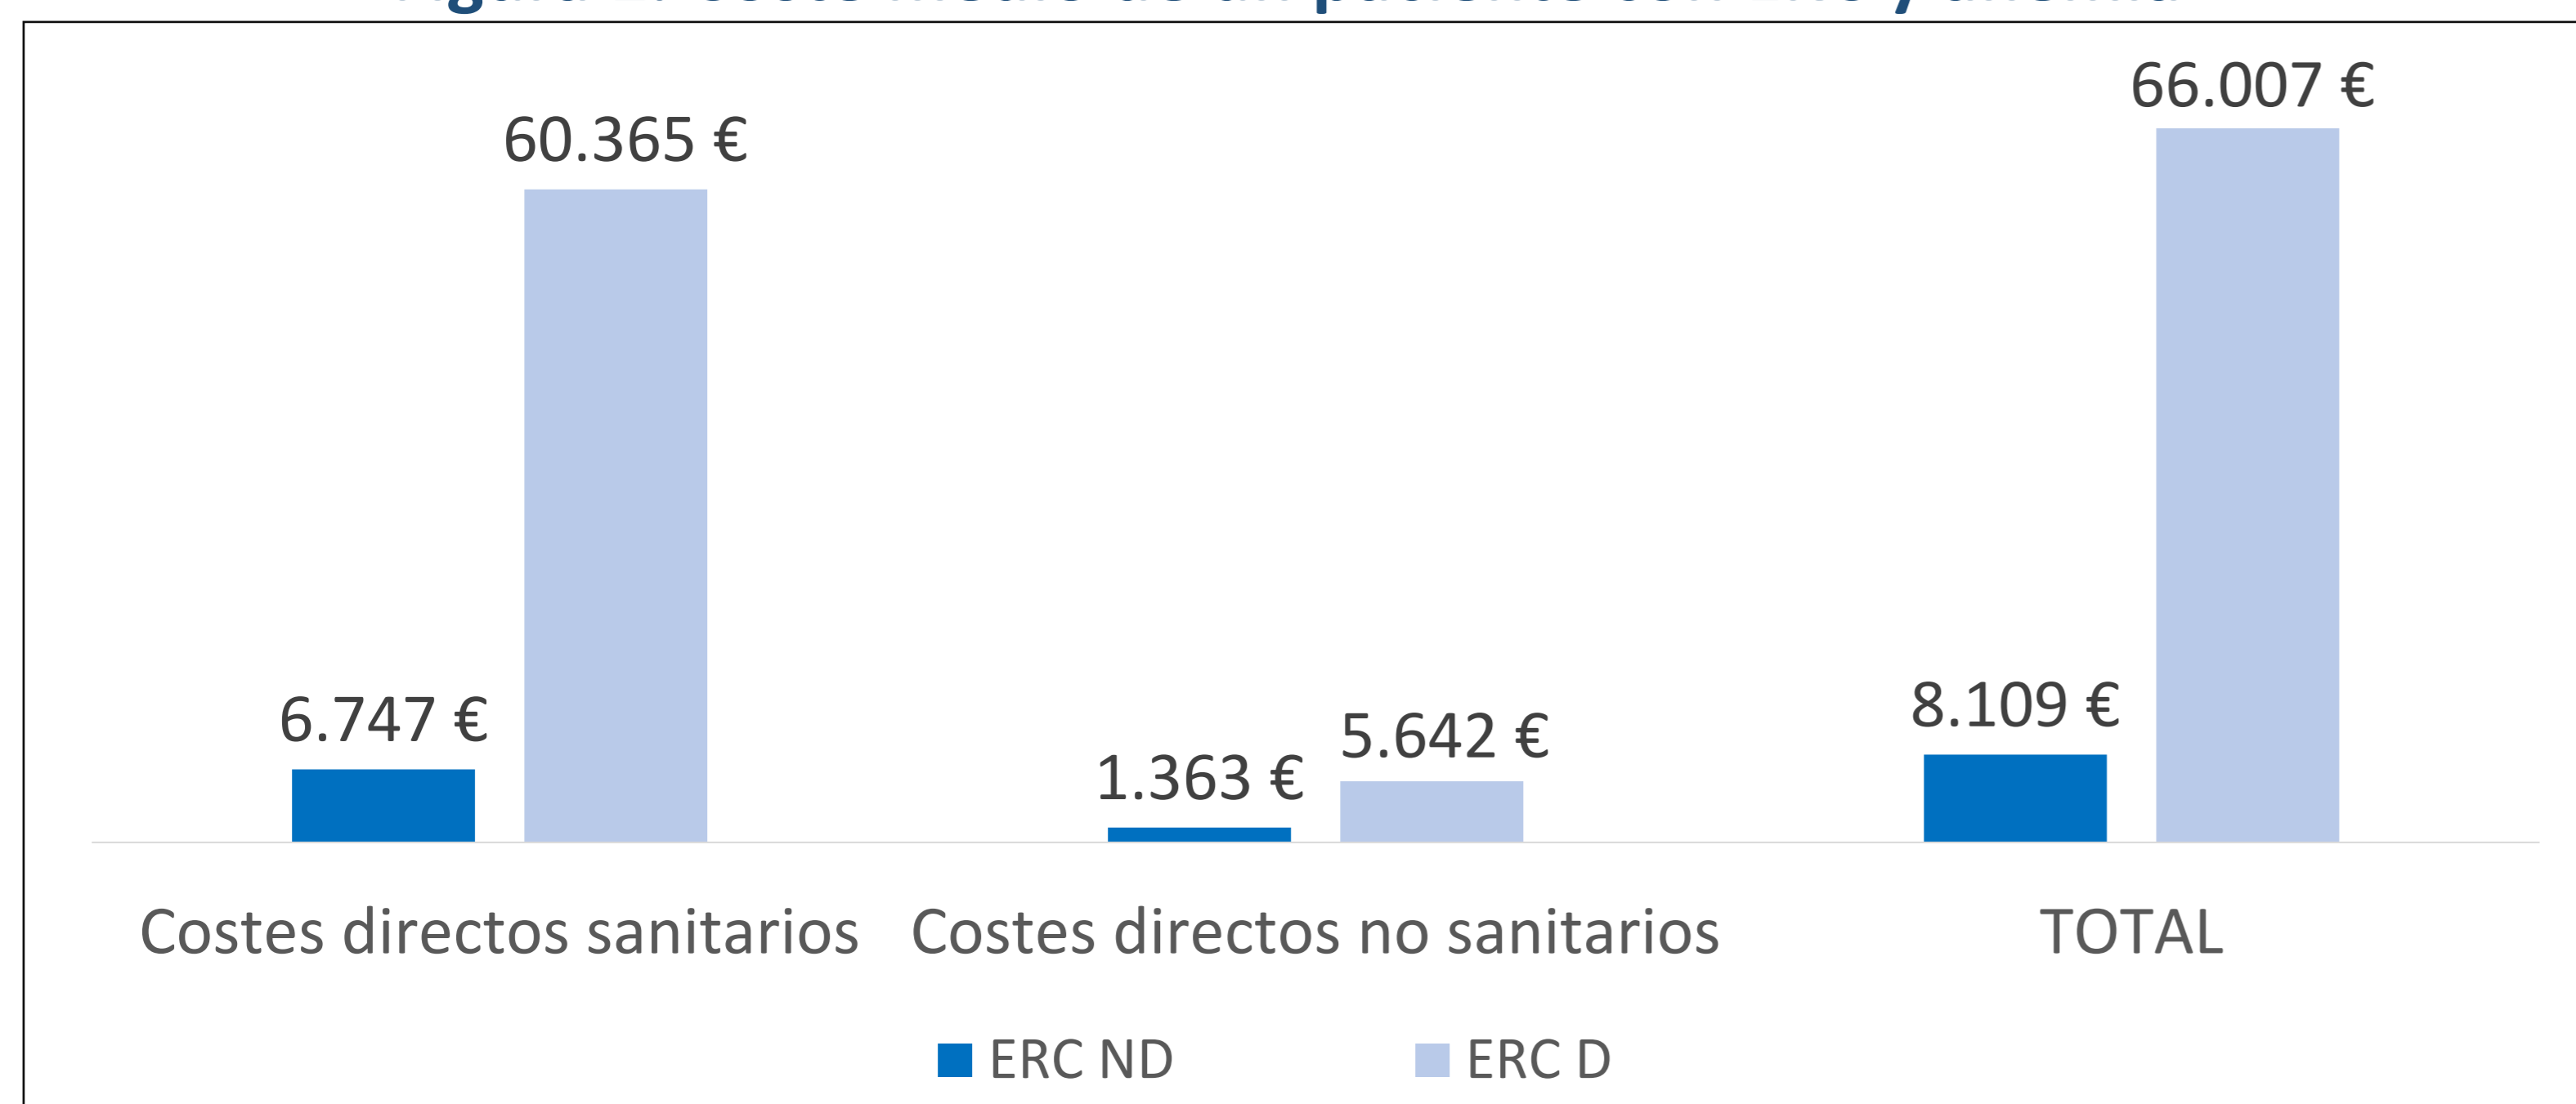 60.365 €
66.007 €
6.747 €
1.363 €
5.642 €
8.109 €
Costes directos sanitarios
Costes directos no sanitarios
TOTAL
ERC ND
ERC D